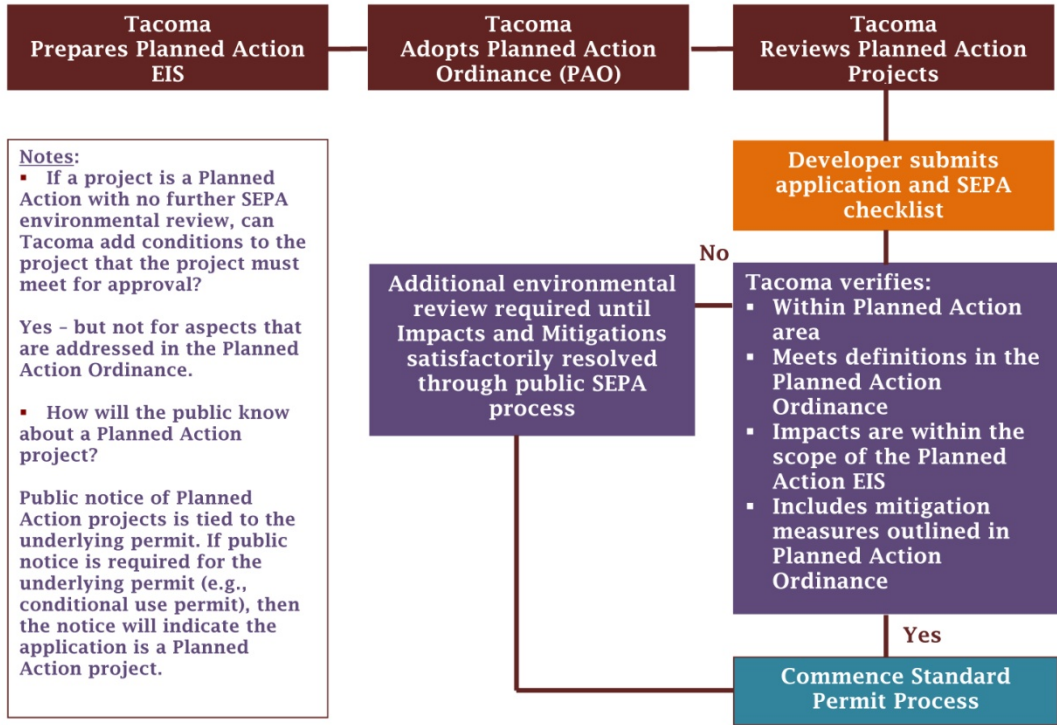 Tacoma
Prepares Planned Action
EIS
Tacoma
Adopts Planned Action
Ordinance (PAO)
Tacoma
Reviews Planned Action
Projects
Notes:
▪ If a project is a Planned
Action with no further SEPA
environmental review, can
Tacoma add conditions to the
project that the project must
meet for approval?
Yes – but not for aspects that
are addressed in the Planned
Action Ordinance.
▪ How will the public know
about a Planned Action
project?
Public notice of Planned
Action projects is tied to the
underlying permit. If public
notice is required for the
underlying permit (e.g.,
conditional use permit), then
the notice will indicate the
application is a Planned
Action project.
Developer submits
application and SEPA
checklist
No
Additional environmental
review required until
Impacts and Mitigations
satisfactorily resolved
through public SEPA
process
Tacoma verifies:
▪ Within Planned Action
area
▪ Meets definitions in the
Planned Action
Ordinance
▪ Impacts are within the
scope of the Planned
Action EIS
▪ Includes mitigation
measures outlined in
Planned Action
Ordinance
Yes
Commence Standard
Permit Process